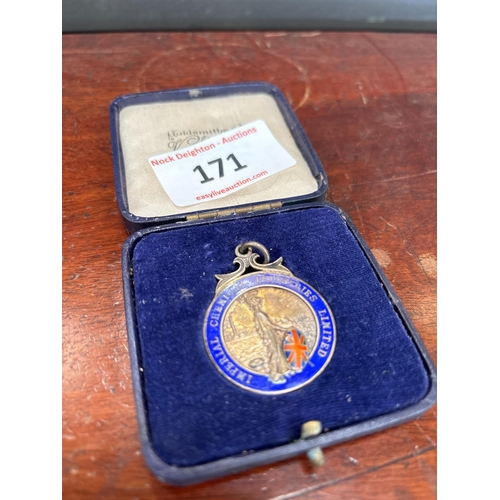 Nock Deighton - Auctions
171
easyliveauction.com
IMPERIAL CHEMICAL INDUSTRIES LIMITED